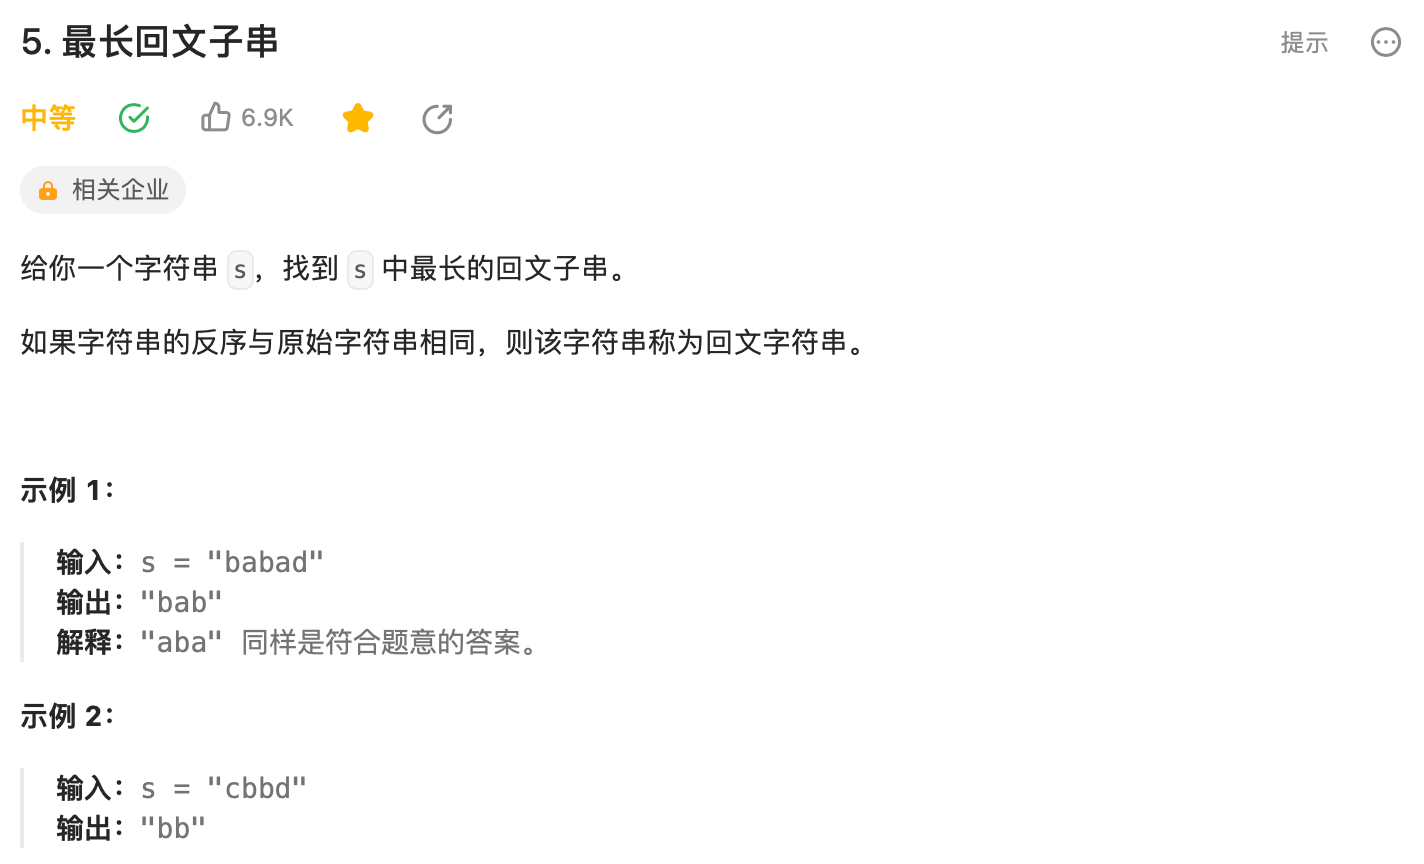 5. 最长回文子串
提示
中等
6.9K
相关企业
给你一个字符串 s，找到 s 中最长的回文子串。
如果字符串的反序与原始字符串相同，则该字符串称为回文字符串。
示例 1：
输入：s = "babad"
输出："bab"
解释："aba" 同样是符合题意的答案。
示例 2：
输入：s = "cbbd"
输出："bb"